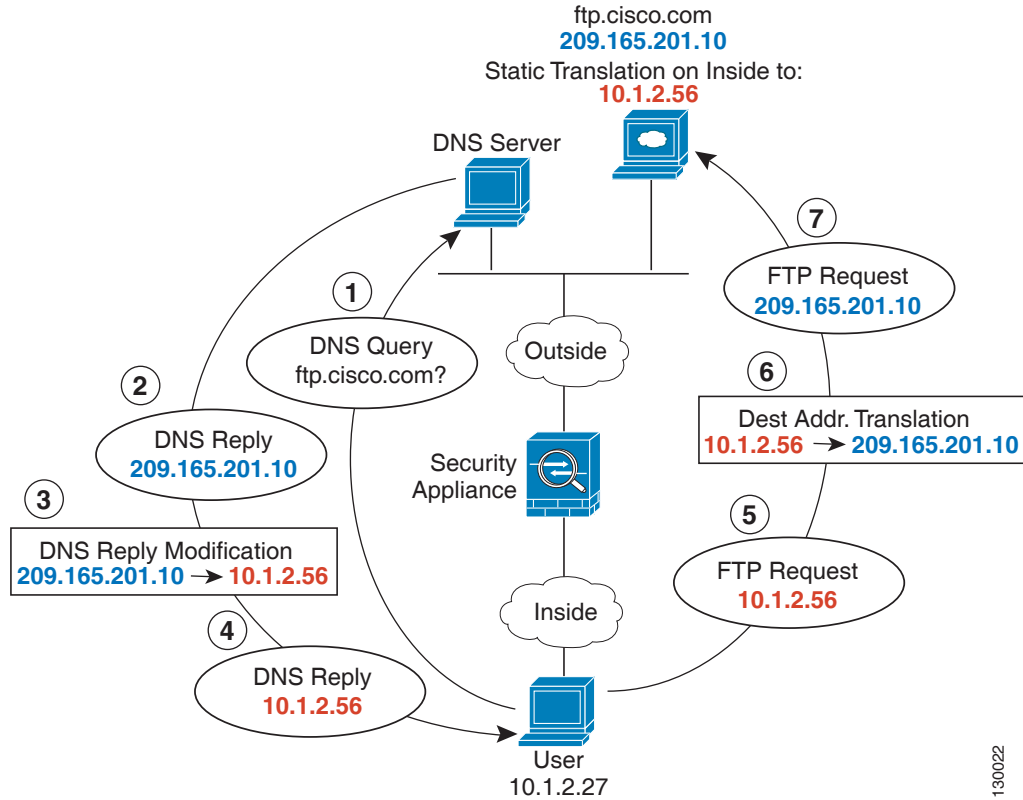 ftp.cisco.com
209.165.201.10
Static Translation on Inside to:
10.1.2.56
DNS Server
7
FTP Request
209.165.201.10
1
DNS Query
ftp.cisco.com?
Outside
2
DNS Reply
209.165.201.10
6
Dest Addr. Translation
10.1.2.56 → 209.165.201.10
Security
Appliance
3
DNS Reply Modification
209.165.201.10 → 10.1.2.56
5
FTP Request
10.1.2.56
Inside
4
DNS Reply
10.1.2.56
User
10.1.2.27
130022